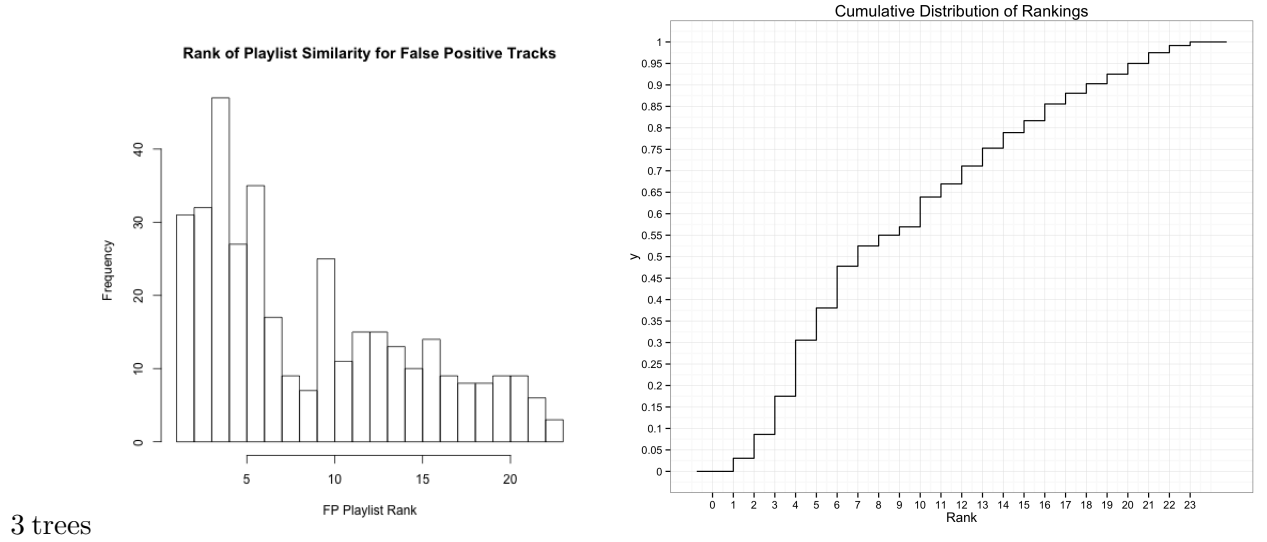 Rank of Playlist Similarity for False Positive Tracks
Frequency
40
30
20
10
0
5 10 15 20
FP Playlist Rank
Cumulative Distribution of Rankings
y
1
0.95
0.9
0.85
0.8
0.75
0.7
0.65
0.6
0.55
0.5
0.45
0.4
0.35
0.3
0.25
0.2
0.15
0.1
0.05
0
0 1 2 3 4 5 6 7 8 9 10 11 12 13 14 15 16 17 18 19 20 21 22 23
Rank
3 trees